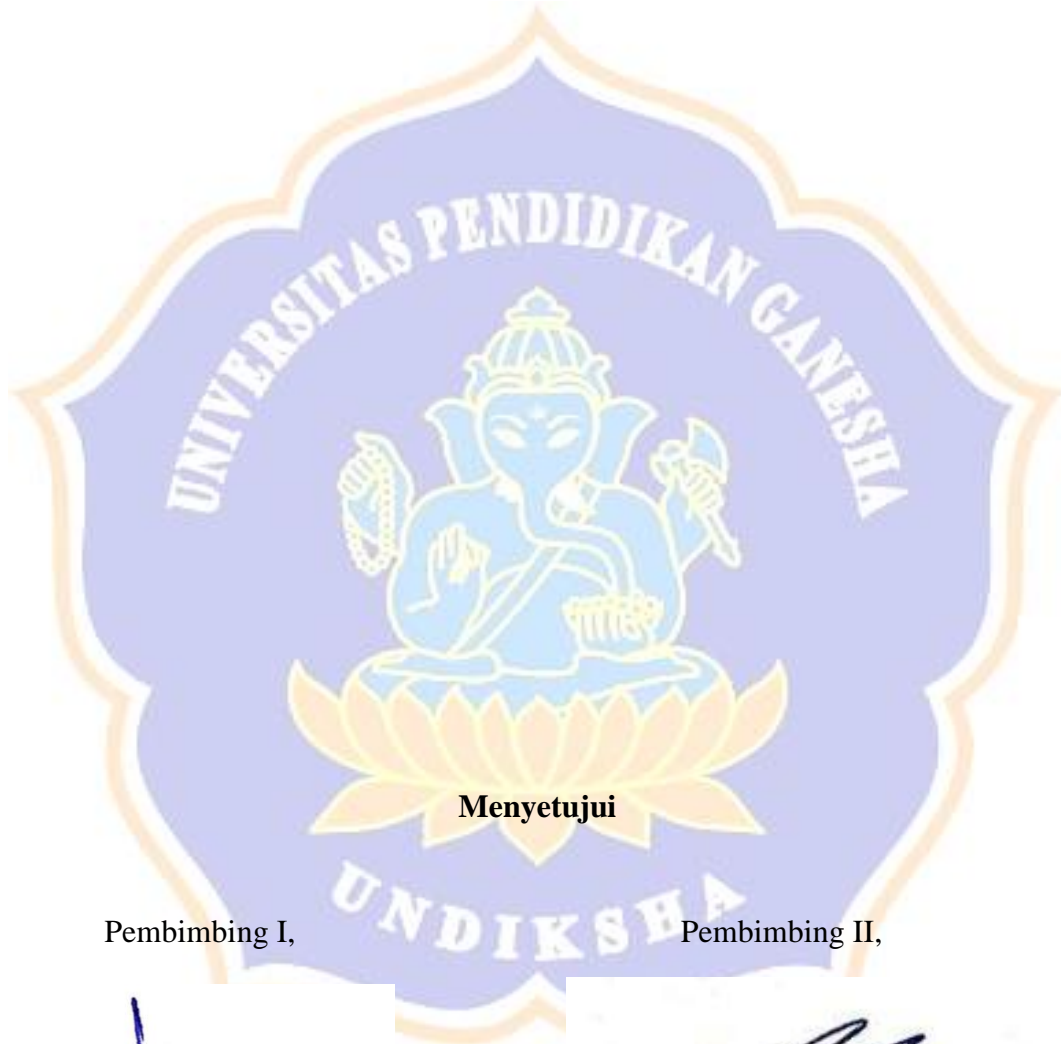 UNIVERSITAS PENDIDIKAN GANESHA
Menyetujui
UNDIKSHA
Pembimbing I,
Pembimbing II,